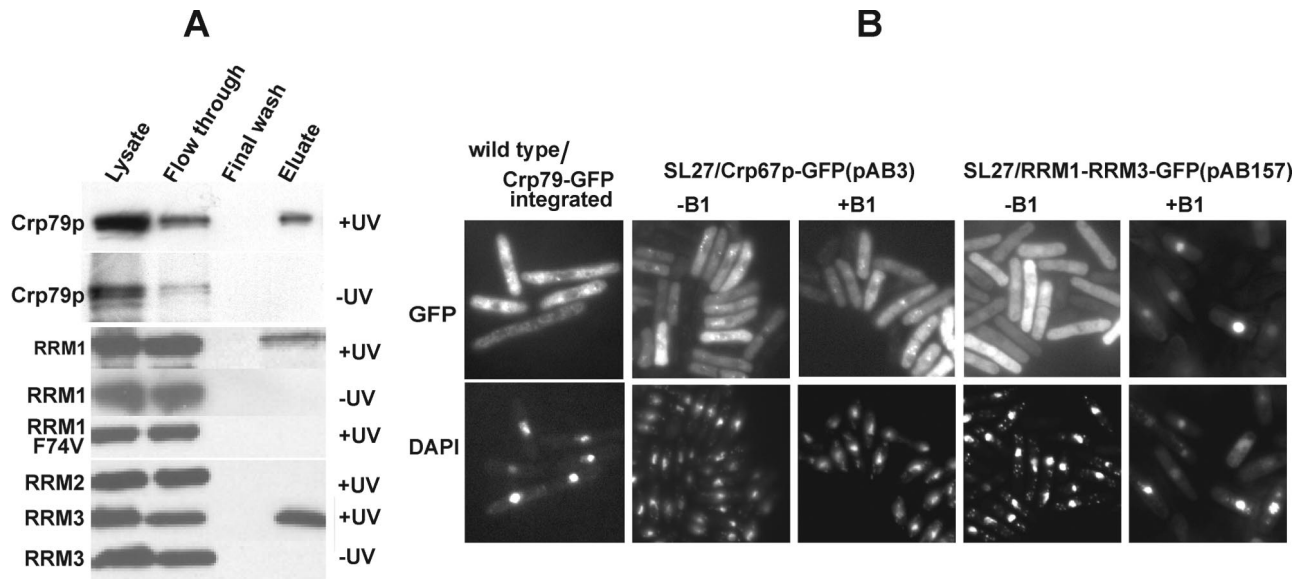 A
B
Lysate
Flow through
Final wash
Eluate
Crp79p
+UV
Crp79p
-UV
RRM1
+UV
RRM1
-UV
RRM1
F74V
+UV
RRM2
+UV
RRM3
+UV
RRM3
-UV
wild type/
Crp79-GFP
integrated
SL27/Crp67p-GFP(pAB3)
-B1
+B1
SL27/RRM1-RRM3-GFP(pAB157)
-B1
+B1
GFP
DAPI